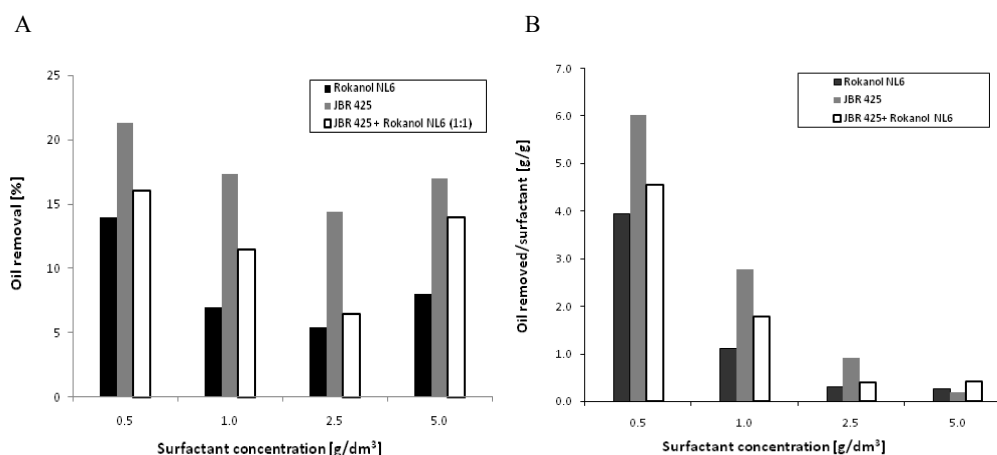 A
25
20
15
10
5
0
Oil removal [%]
Rokanol NL6
JBR 425
JBR 425 + Rokanol NL6 (1:1)
0.5 1.0 2.5 5.0
Surfactant concentration [g/dm³]
B
7.0
6.0
5.0
4.0
3.0
2.0
1.0
0.0
Oil removed/surfactant [g/g]
Rokanol NL6
JBR 425
JBR 425+ Rokanol NL6
0.5 1.0 2.5 5.0
Surfactant concentration [g/dm³]